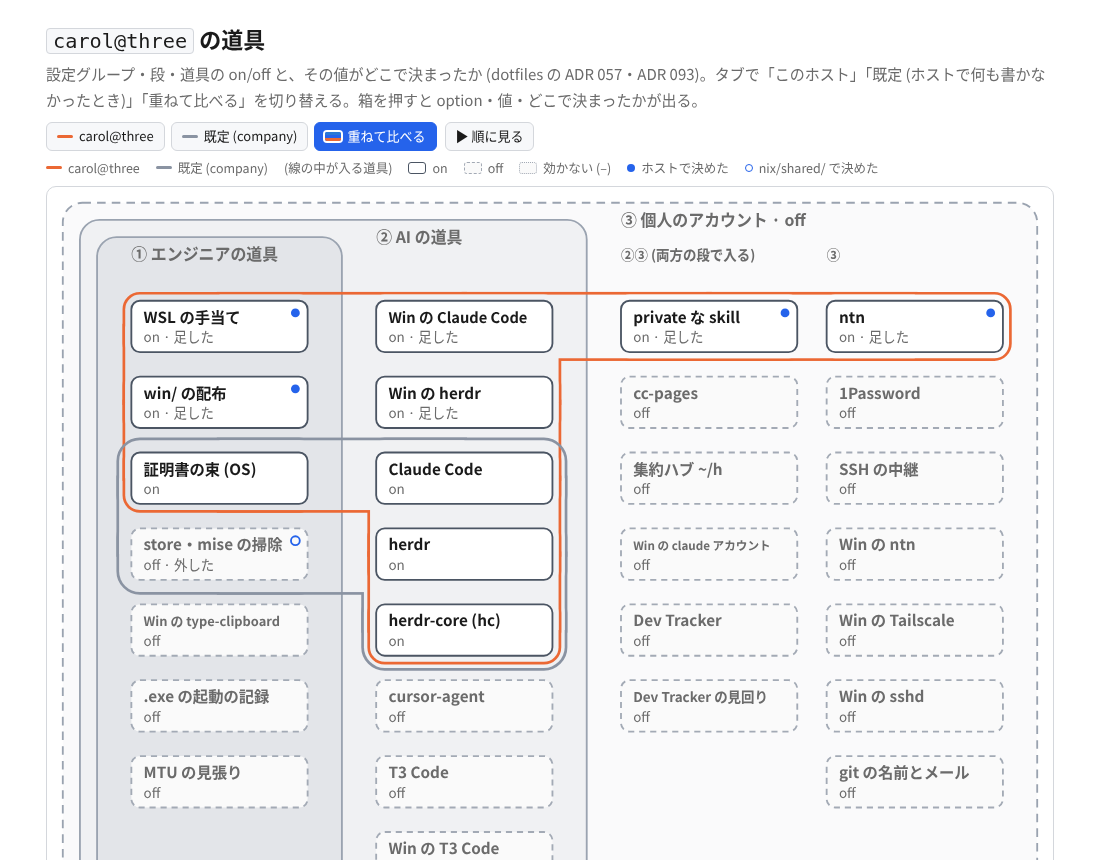 carol@three の道具
設定グループ・段・道具の on/off と、その値がどこで決まったか (dotfiles の ADR 057・ADR 093)。タブで「このホスト」「既定 (ホストで何も書かな
かったとき)」「重ねて比べる」を切り替える。箱を押すと option・値・どこで決まったかが出る。
carol@three 既定 (company) 重ねて比べる ▶ 順に見る
carol@three 既定 (company) (線の中が入る道具) on off 効かない (–) ホストで決めた nix/shared/ で決めた
③ 個人のアカウント · off
② AI の道具
① エンジニアの道具
②③ (両方の段で入る)
③
WSL の手当て
on · 足した
Win の Claude Code
on · 足した
private な skill
on · 足した
ntn
on · 足した
win/ の配布
on · 足した
Win の herdr
on · 足した
cc-pages
off
1Password
off
証明書の束 (OS)
on
Claude Code
on
集約ハブ ~/h
off
SSH の中継
off
store・mise の掃除
off · 外した
herdr
on
Win の claude アカウント
off
Win の ntn
off
Win の type-clipboard
off
herdr-core (hc)
on
Dev Tracker
off
Win の Tailscale
off
.exe の起動の記録
off
cursor-agent
off
Dev Tracker の見回り
off
Win の sshd
off
MTU の見張り
off
T3 Code
off
git の名前とメール
off
Win の T3 Code